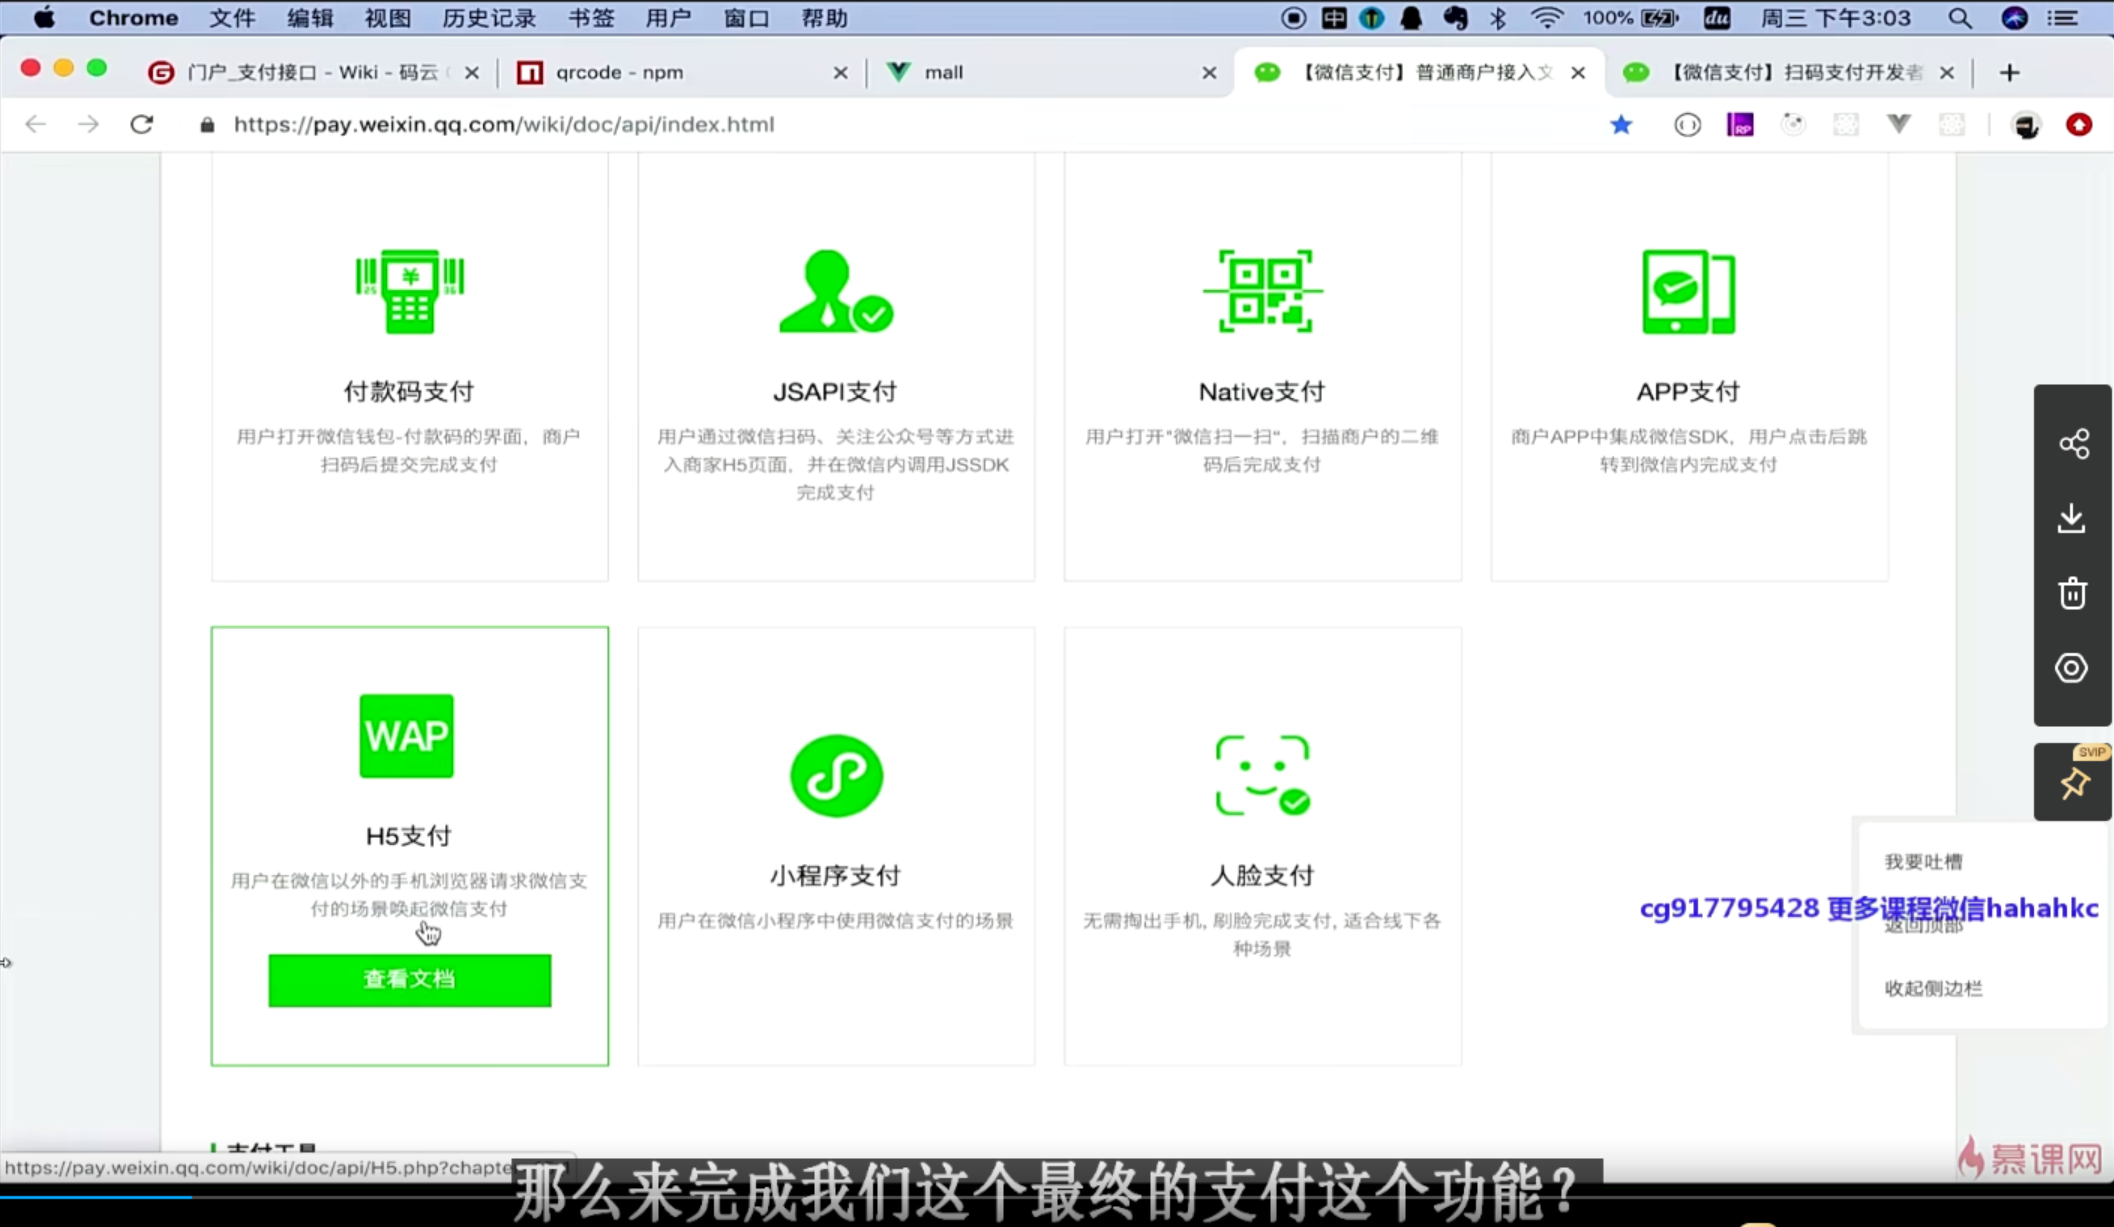 Chrome 文件 编辑 视图 历史记录 书签 用户 窗口 帮助
中 100% du 周三 下午3:03
门户_支付接口 - Wiki - 码云
qrcode - npm
mall
【微信支付】普通商户接入文
【微信支付】扫码支付开发者
https://pay.weixin.qq.com/wiki/doc/api/index.html
RP
付款码支付
用户打开微信钱包-付款码的界面，商户
扫码后提交完成支付
JSAPI支付
用户通过微信扫码、关注公众号等方式进
入商家H5页面，并在微信内调用JSSDK
完成支付
Native支付
用户打开"微信扫一扫"，扫描商户的二维
码后完成支付
APP支付
商户APP中集成微信SDK，用户点击后跳
转到微信内完成支付
WAP
H5支付
用户在微信以外的手机浏览器请求微信支
付的场景唤起微信支付
查看文档
小程序支付
用户在微信小程序中使用微信支付的场景
人脸支付
无需掏出手机, 刷脸完成支付, 适合线下各
种场景
SVIP
我要吐槽
cg917795428 更多课程微信hahahkc
返回顶部
收起侧边栏
支付工具
https://pay.weixin.qq.com/wiki/doc/api/H5.php?chapte
慕课网
那么来完成我们这个最终的支付这个功能？